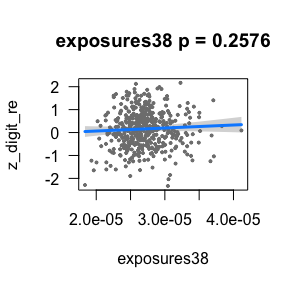 exposures38 p = 0.2576
z_digit_re
2
1
0
-1
-2
2.0e-05 3.0e-05 4.0e-05
exposures38